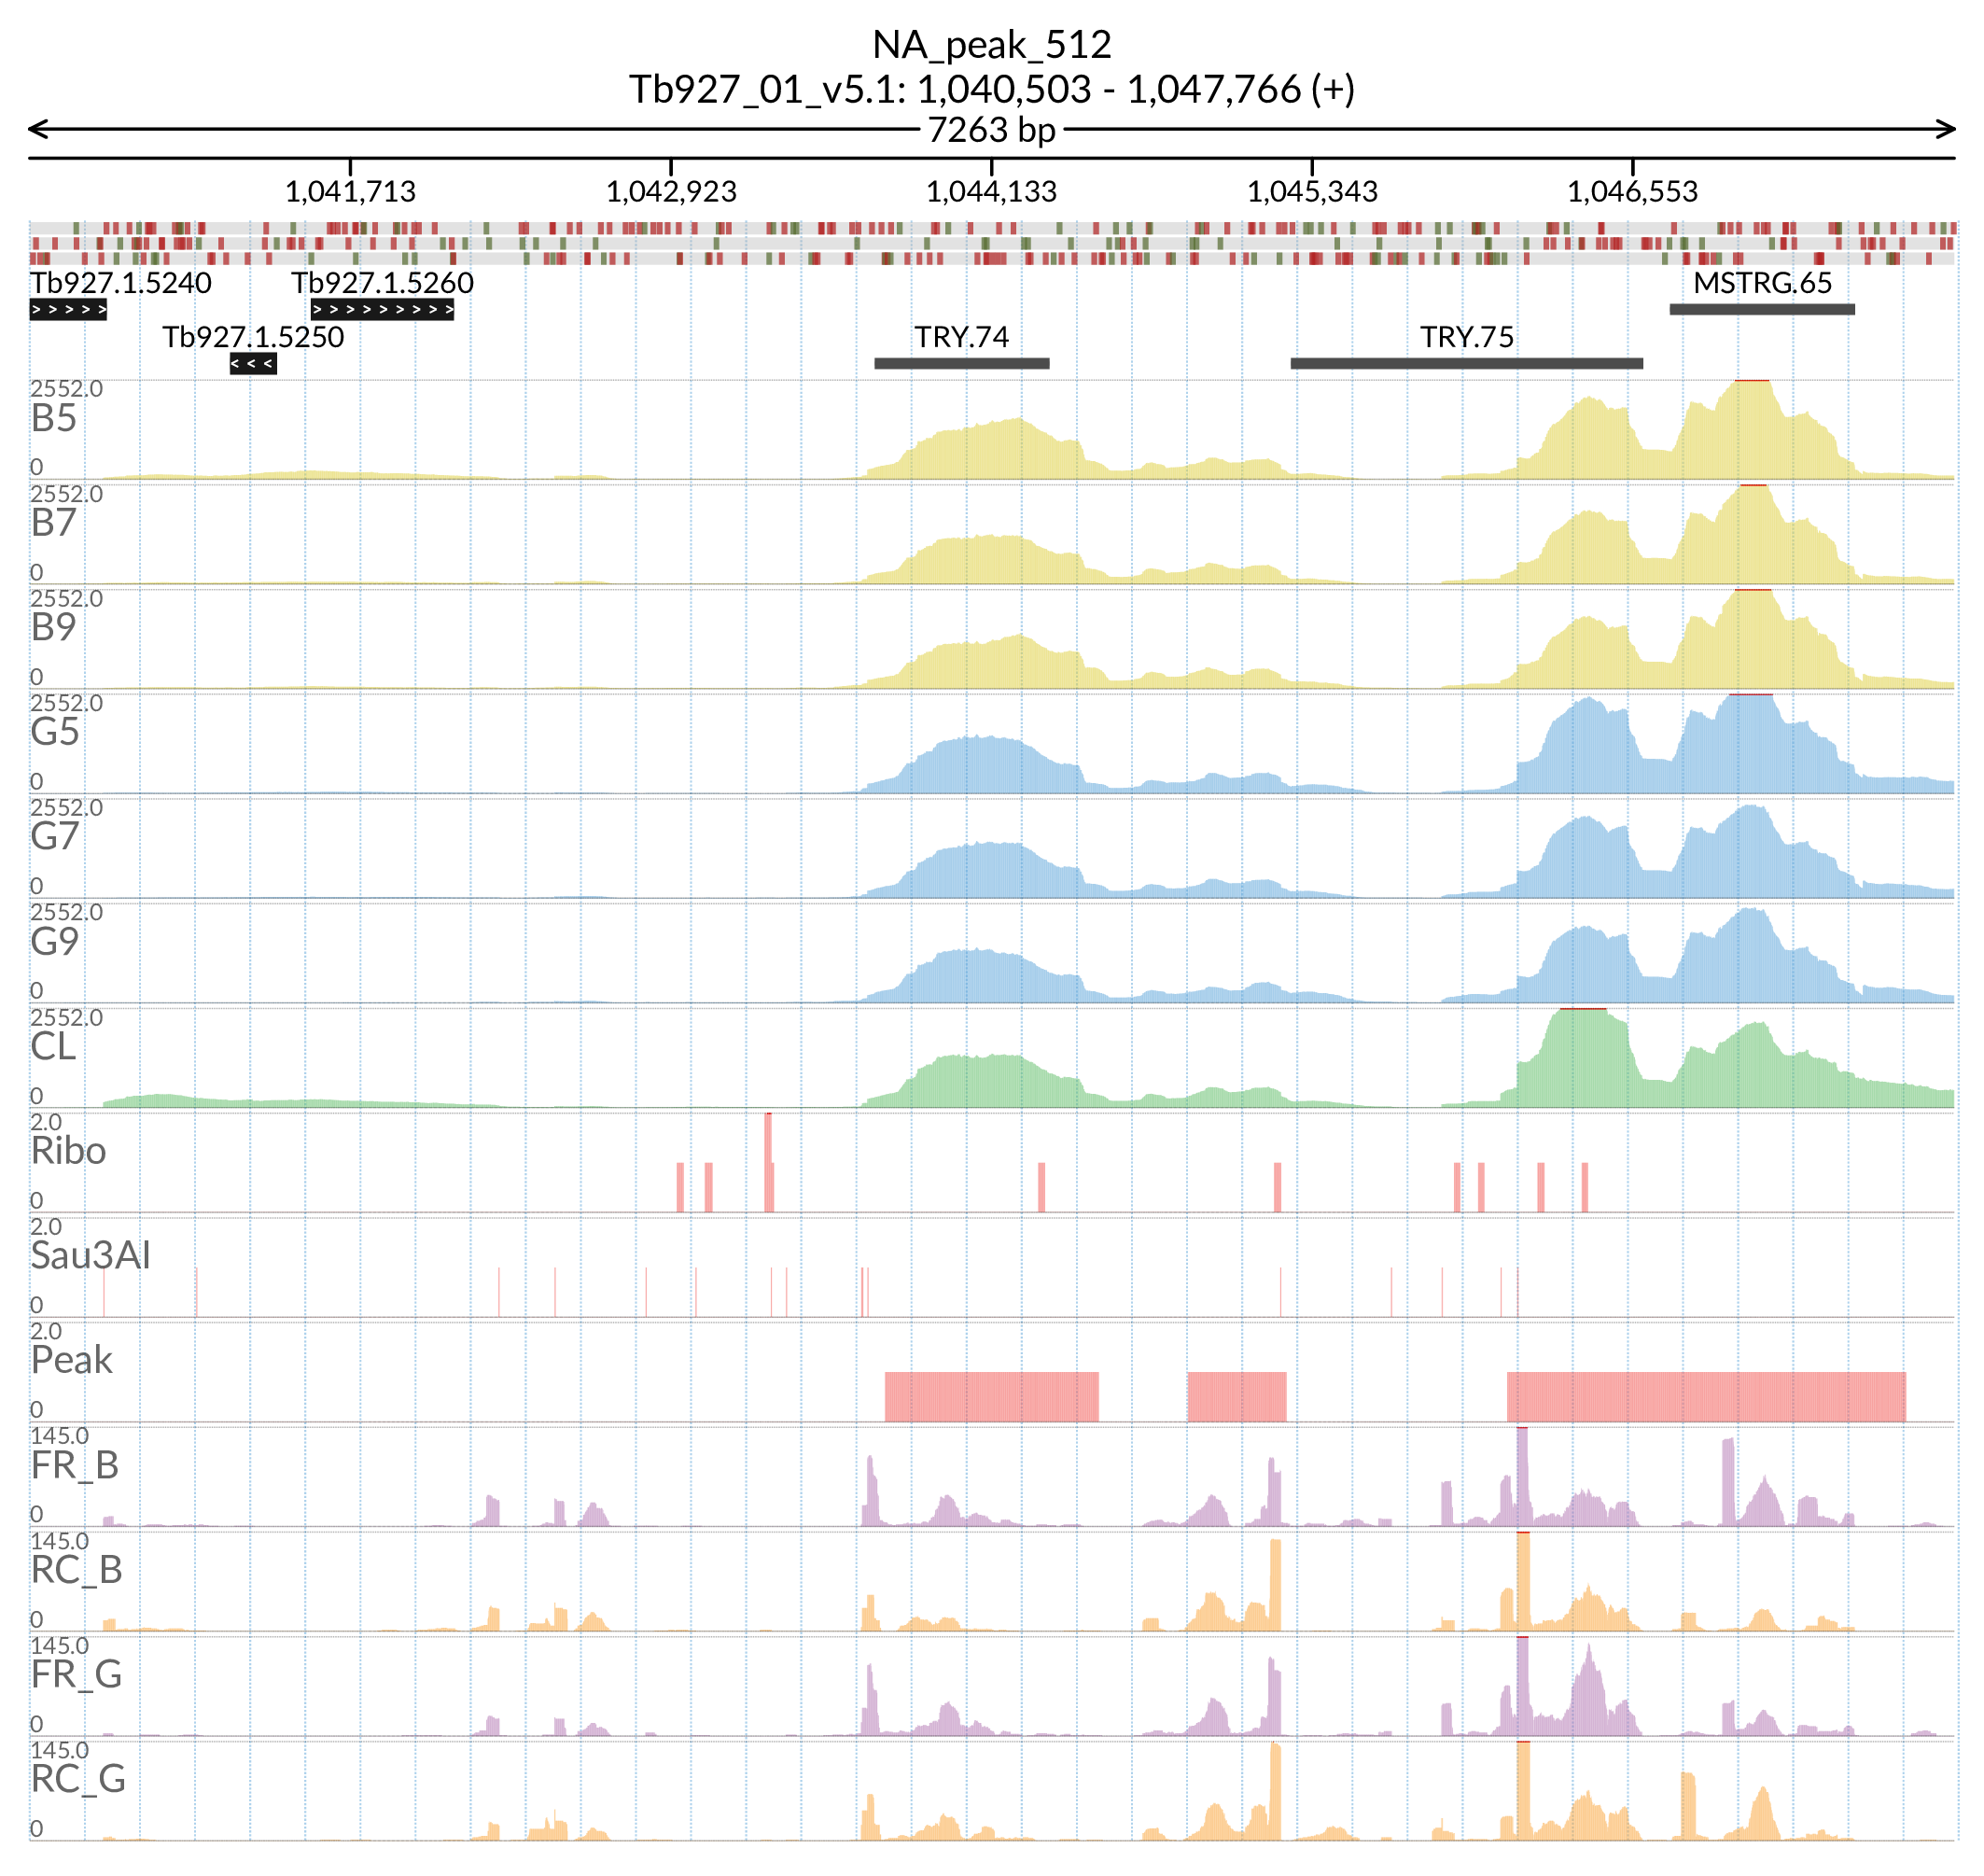 NA_peak_512
Tb927_01_v5.1: 1,040,503 - 1,047,766 (+)
7263 bp
1,041,713 1,042,923 1,044,133 1,045,343 1,046,553
Tb927.1.5240 Tb927.1.5260 MSTRG.65
Tb927.1.5250 TRY.74 TRY.75
2552.0
B5
0
2552.0
B7
0
2552.0
B9
0
2552.0
G5
0
2552.0
G7
0
2552.0
G9
0
2552.0
CL
0
2.0
Ribo
0
2.0
Sau3AI
0
2.0
Peak
0
145.0
FR_B
0
145.0
RC_B
0
145.0
FR_G
0
145.0
RC_G
0